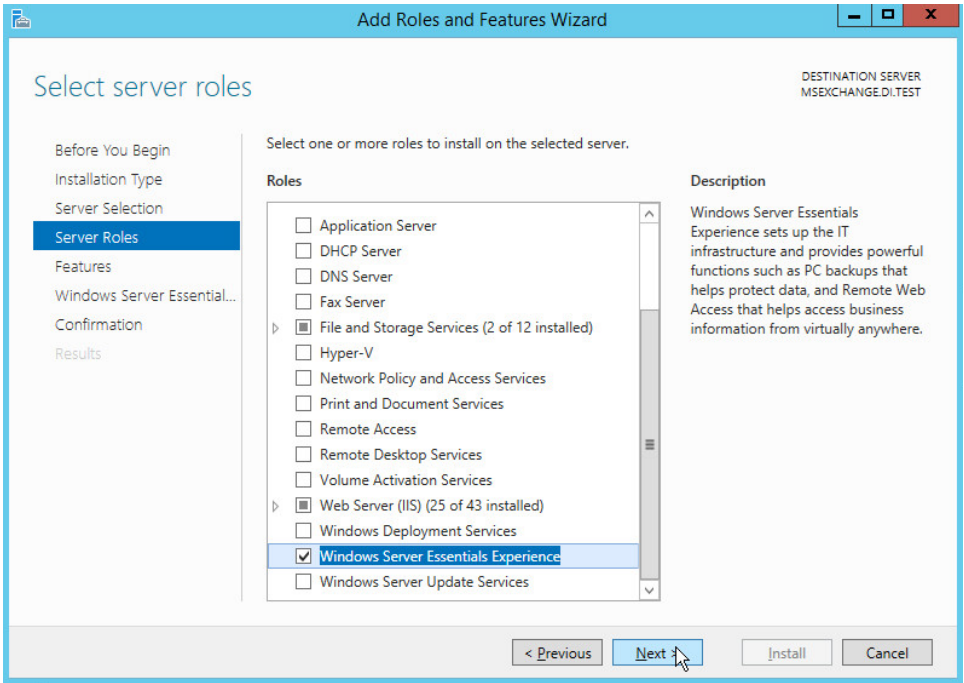 Add Roles and Features Wizard
Select server roles
DESTINATION SERVER
MSEXCHANGE.DI.TEST
Before You Begin
Installation Type
Server Selection
Server Roles
Features
Windows Server Essential...
Confirmation
Results
Select one or more roles to install on the selected server.
Roles
Application Server
DHCP Server
DNS Server
Fax Server
File and Storage Services (2 of 12 installed)
Hyper-V
Network Policy and Access Services
Print and Document Services
Remote Access
Remote Desktop Services
Volume Activation Services
Web Server (IIS) (25 of 43 installed)
Windows Deployment Services
Windows Server Essentials Experience
Windows Server Update Services
Description
Windows Server Essentials
Experience sets up the IT
infrastructure and provides powerful
functions such as PC backups that
helps protect data, and Remote Web
Access that helps access business
information from virtually anywhere.
< Previous
Next >
Install
Cancel